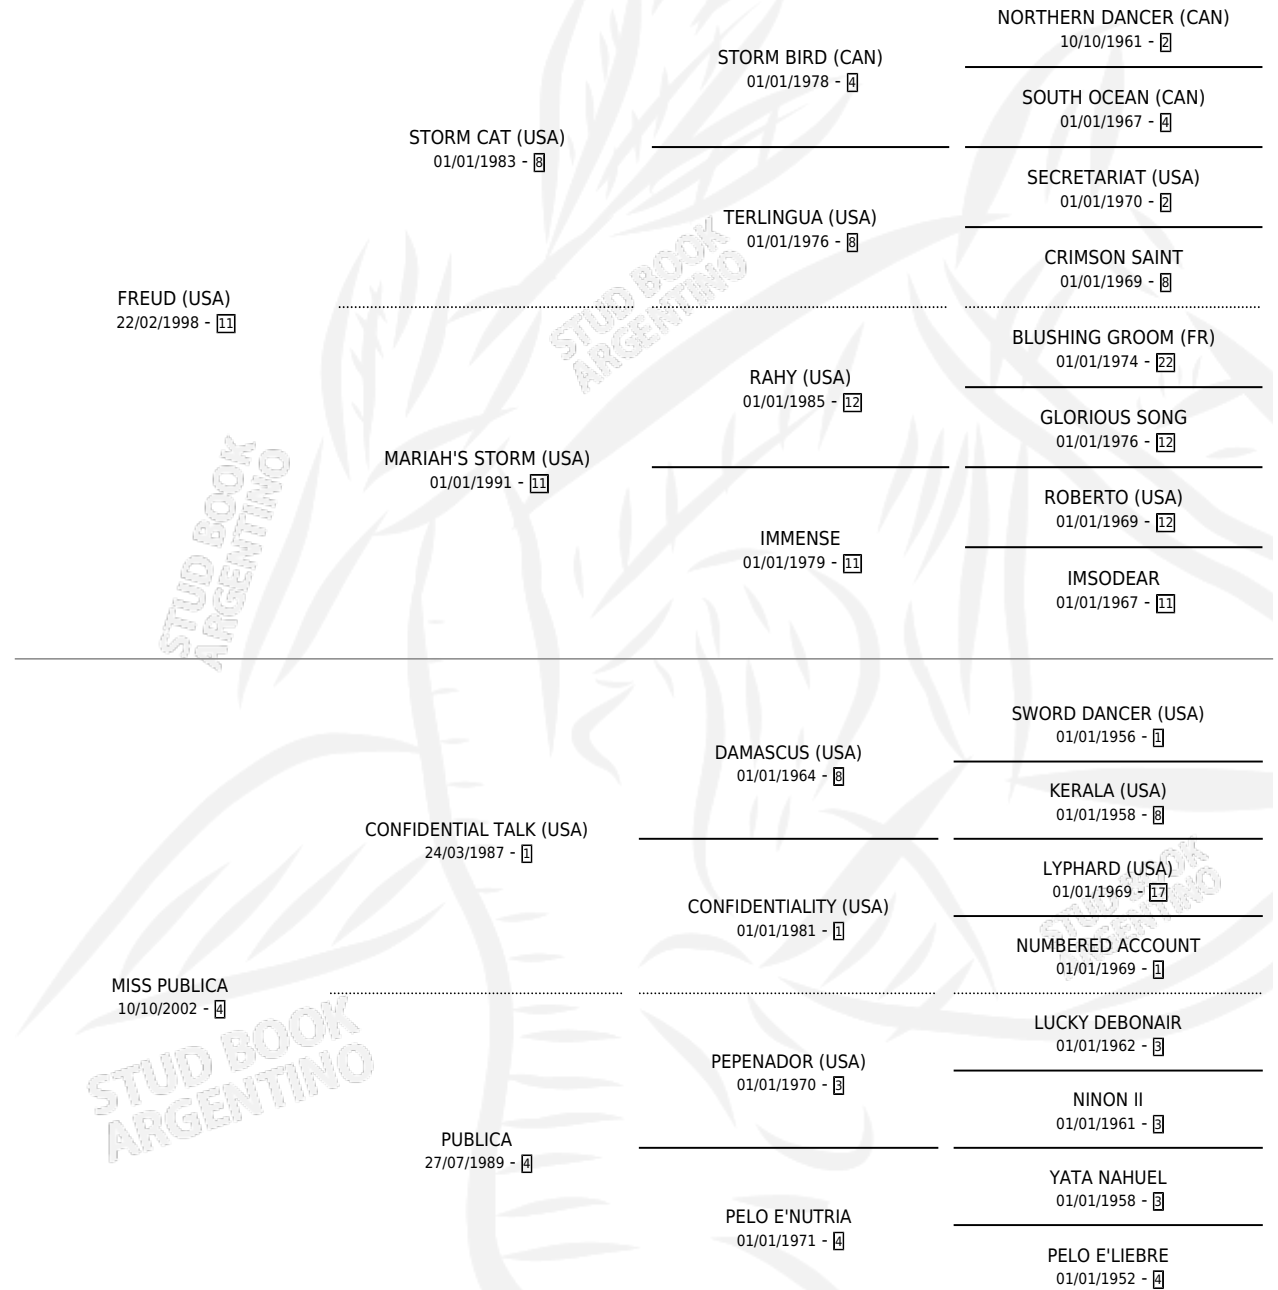 NORTHERN DANCER (CAN)
10/10/1961 - 2
STORM BIRD (CAN)
01/01/1978 - 4
SOUTH OCEAN (CAN)
01/01/1967 - 4
STORM CAT (USA)
01/01/1983 - 8
SECRETARIAT (USA)
01/01/1970 - 2
TERLINGUA (USA)
01/01/1976 - 8
CRIMSON SAINT
01/01/1969 - 8
FREUD (USA)
22/02/1998 - 11
BLUSHING GROOM (FR)
01/01/1974 - 22
RAHY (USA)
01/01/1985 - 12
GLORIOUS SONG
01/01/1976 - 12
MARIAH'S STORM (USA)
01/01/1991 - 11
ROBERTO (USA)
01/01/1969 - 12
IMMENSE
01/01/1979 - 11
IMSODEAR
01/01/1967 - 11
SWORD DANCER (USA)
01/01/1956 - 1
DAMASCUS (USA)
01/01/1964 - 8
KERALA (USA)
01/01/1958 - 8
CONFIDENTIAL TALK (USA)
24/03/1987 - 1
LYPHARD (USA)
01/01/1969 - 17
CONFIDENTIALITY (USA)
01/01/1981 - 1
NUMBERED ACCOUNT
01/01/1969 - 1
MISS PUBLICA
10/10/2002 - 4
LUCKY DEBONAIR
01/01/1962 - 3
PEPENADOR (USA)
01/01/1970 - 3
NINON II
01/01/1961 - 3
PUBLICA
27/07/1989 - 4
YATA NAHUEL
01/01/1958 - 3
PELO E'NUTRIA
01/01/1971 - 4
PELO E'LIEBRE
01/01/1952 - 4
STUD BOOK
ARGENTINO
STUD BOOK
ARGENTINO
STUD BOOK
ARGENTINO
STUD BOOK
ARGENTINO